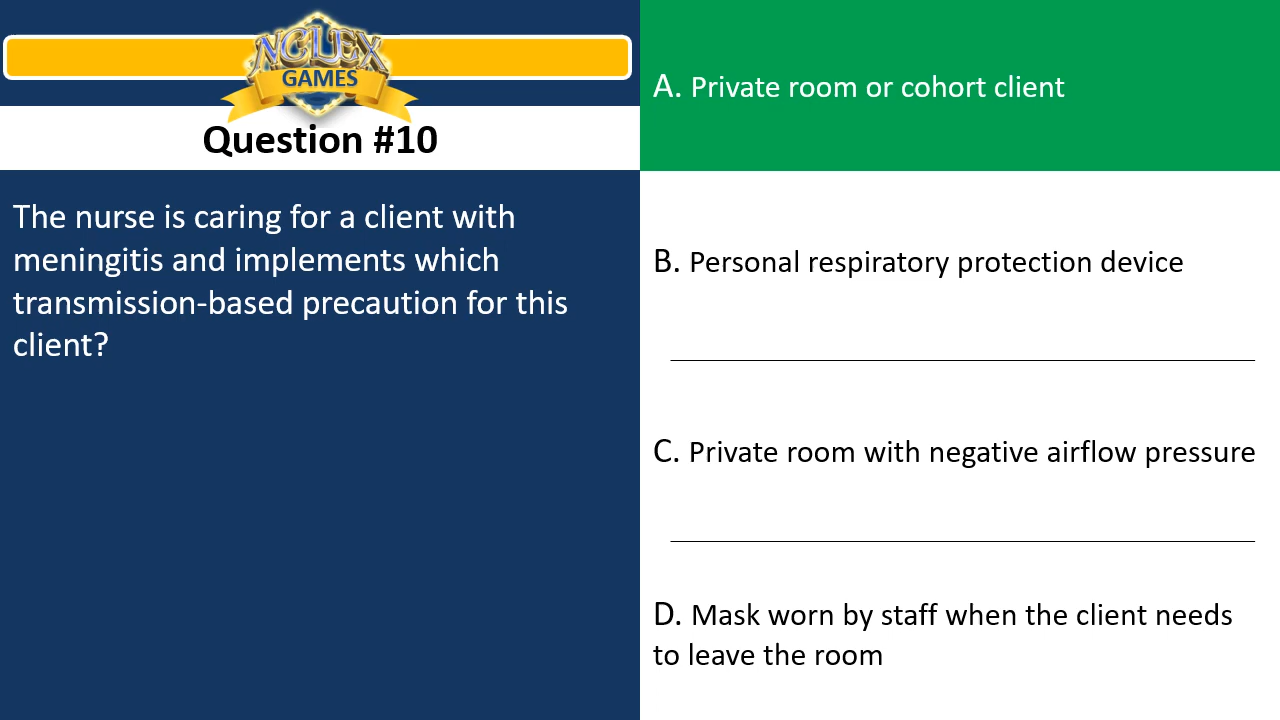 NCLEX
GAMES
Question #10
The nurse is caring for a client with
meningitis and implements which
transmission-based precaution for this
client?
A. Private room or cohort client
B. Personal respiratory protection device
C. Private room with negative airflow pressure
D. Mask worn by staff when the client needs
to leave the room